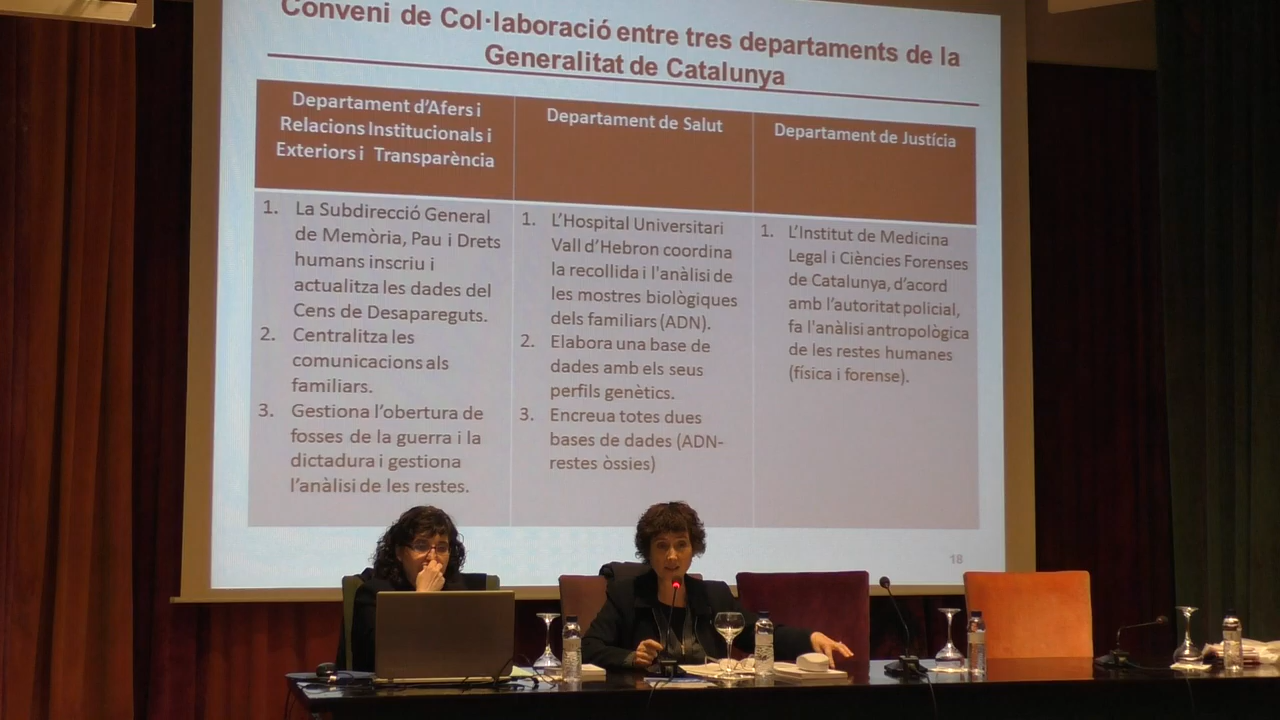 Conveni de Col·laboració entre tres departaments de la
Generalitat de Catalunya
Departament d'Afers i
Relacions Institucionals i
Exteriors i Transparència
Departament de Salut
Departament de Justícia
1. La Subdirecció General
de Memòria, Pau i Drets
humans inscriu i
actualitza les dades del
Cens de Desapareguts.
2. Centralitza les
comunicacions als
familiars.
3. Gestiona l'obertura de
fosses de la guerra i la
dictadura i gestiona
l'anàlisi de les restes.
1. L'Hospital Universitari
Vall d'Hebron coordina
la recollida i l'anàlisi de
les mostres biològiques
dels familiars (ADN).
2. Elabora una base de
dades amb els seus
perfils genètics.
3. Encreua totes dues
bases de dades (ADN-
restes òssies)
1. L'Institut de Medicina
Legal i Ciències Forenses
de Catalunya, d'acord
amb l'autoritat policial,
fa l'anàlisi antropològica
de les restes humanes
(física i forense).
18